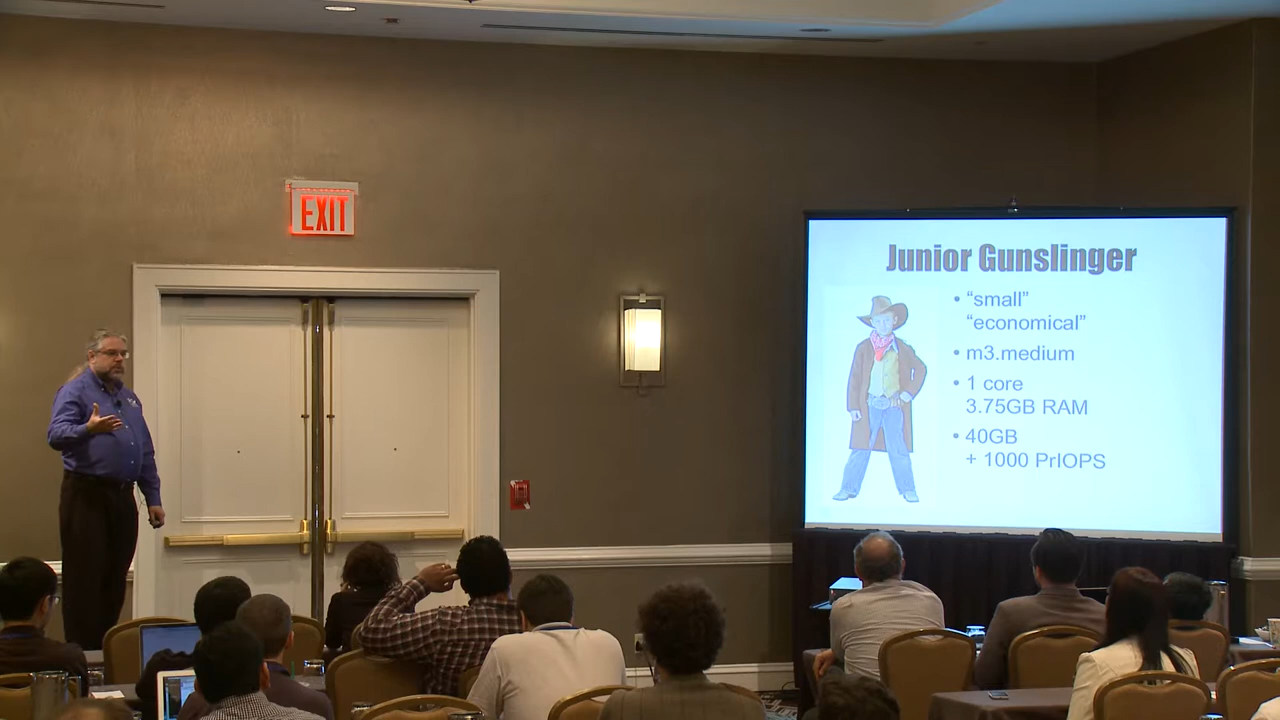 EXIT
Junior Gunslinger
• “small”
“economical”
• m3.medium
• 1 core
3.75GB RAM
• 40GB
+ 1000 PrIOPS